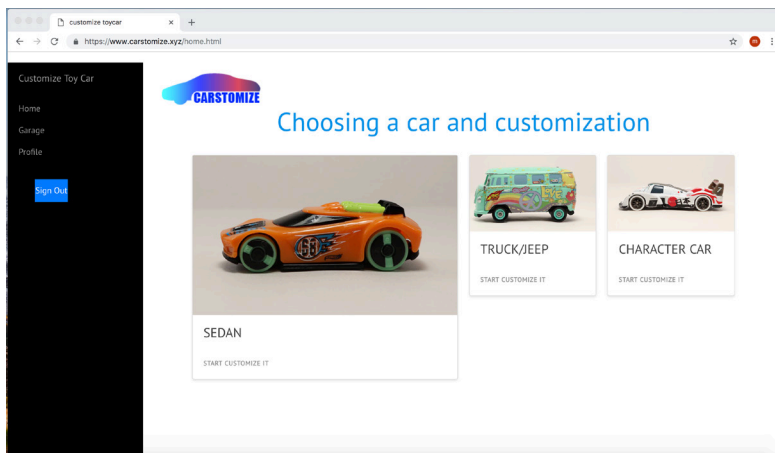 customize toycar
https://www.carstomize.xyz/home.html
m
Customize Toy Car
Home
Garage
Profile
Sign Out
CARSTOMIZE
Choosing a car and customization
68
SEDAN
START CUSTOMIZE IT
TRUCK/JEEP
START CUSTOMIZE IT
CHARACTER CAR
START CUSTOMIZE IT